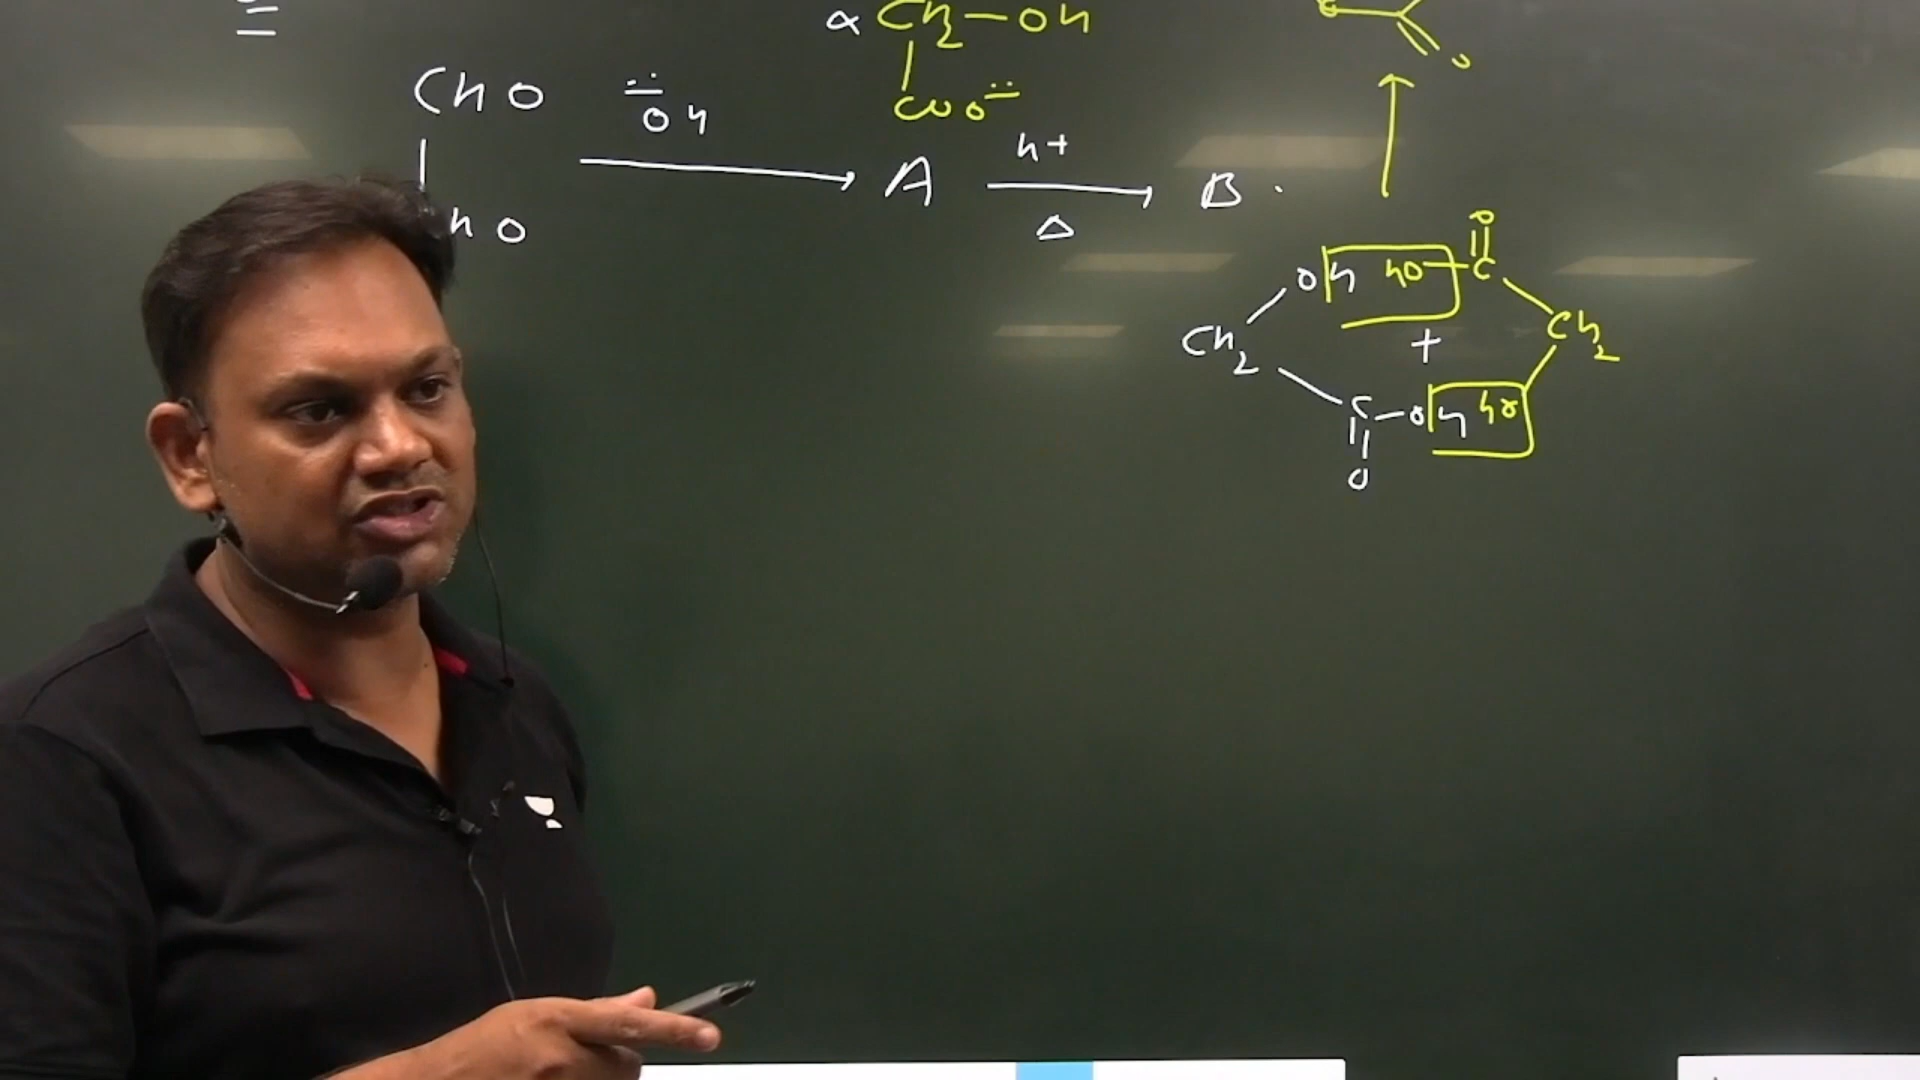 α CH2—OH
COO⁻
CHO
⁻OH
A
H+
Δ
B
HO
O
OH HO—C
CH2
+
CH2
C—OH HO
O